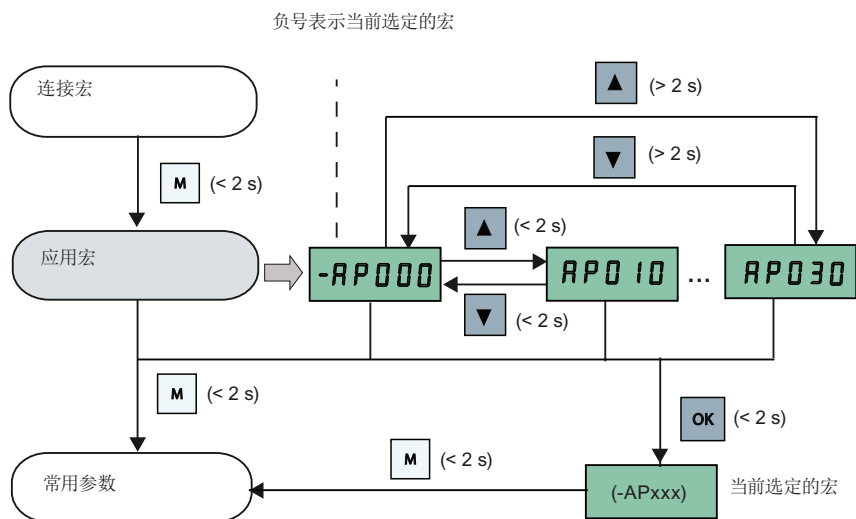 负号表示当前选定的宏
连接宏
▲ (> 2 s)
▼ (> 2 s)
M (< 2 s)
▲ (< 2 s)
应用宏
-AP000
AP010
...
AP030
▼ (< 2 s)
M (< 2 s)
OK (< 2 s)
M (< 2 s)
常用参数
(-APxxx)
当前选定的宏